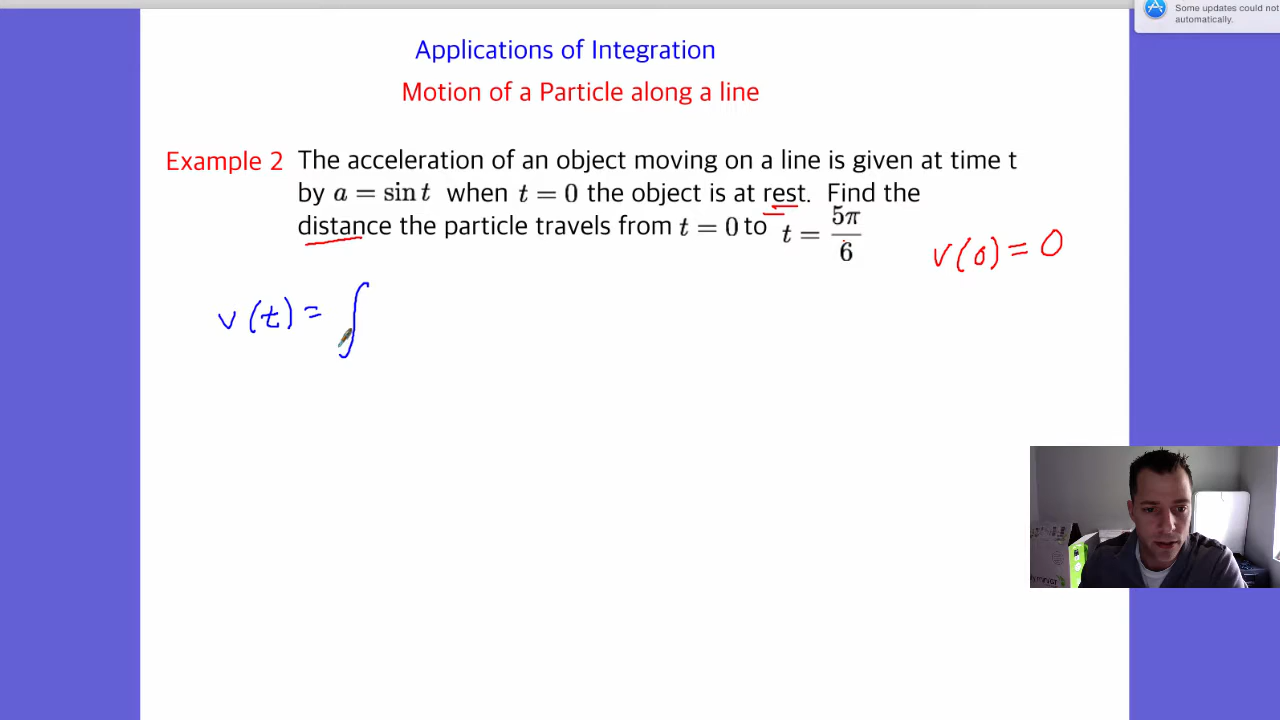 Some updates could not
automatically.
Applications of Integration
Motion of a Particle along a line
Example 2 The acceleration of an object moving on a line is given at time t
by a = sin t when t = 0 the object is at rest. Find the
distance the particle travels from t = 0 to t = 5π/6
v(0) = 0
v(t) = ∫